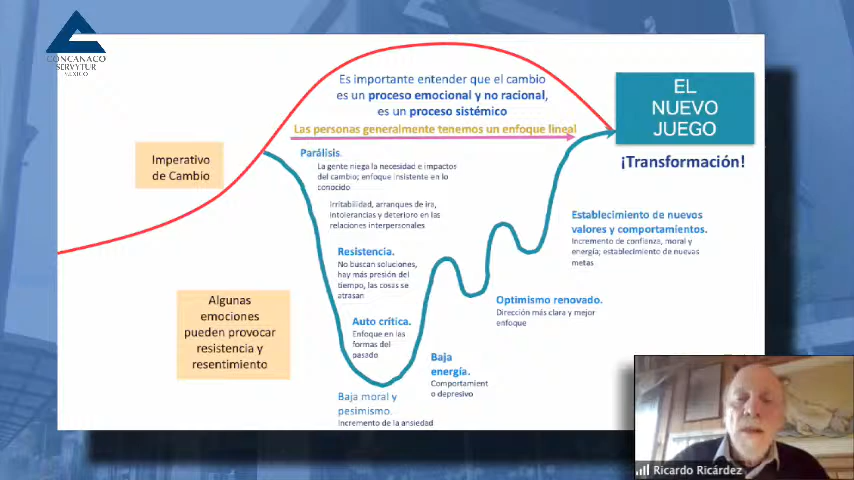 CONCANACO
SERVYTUR
MÉXICO
Es importante entender que el cambio
es un proceso emocional y no racional,
es un proceso sistémico
Las personas generalmente tenemos un enfoque lineal
EL
NUEVO
JUEGO
¡Transformación!
Imperativo
de Cambio
Parálisis.
La gente niega la necesidad e impactos
del cambio; enfoque insistente en lo
conocido
Irritabilidad, arranques de ira,
intolerancias y deterioro en las
relaciones interpersonales
Resistencia.
No buscan soluciones,
hay más presión del
tiempo, las cosas se
atrasan
Algunas
emociones
pueden provocar
resistencia y
resentimiento
Auto crítica.
Enfoque en las
formas del
pasado
Baja moral y
pesimismo.
Incremento de la ansiedad
Baja
energía.
Comportamient
o depresivo
Optimismo renovado.
Dirección más clara y mejor
enfoque
Establecimiento de nuevos
valores y comportamientos.
Incremento de confianza, moral y
energía; establecimiento de nuevas
metas
Ricardo Ricárdez